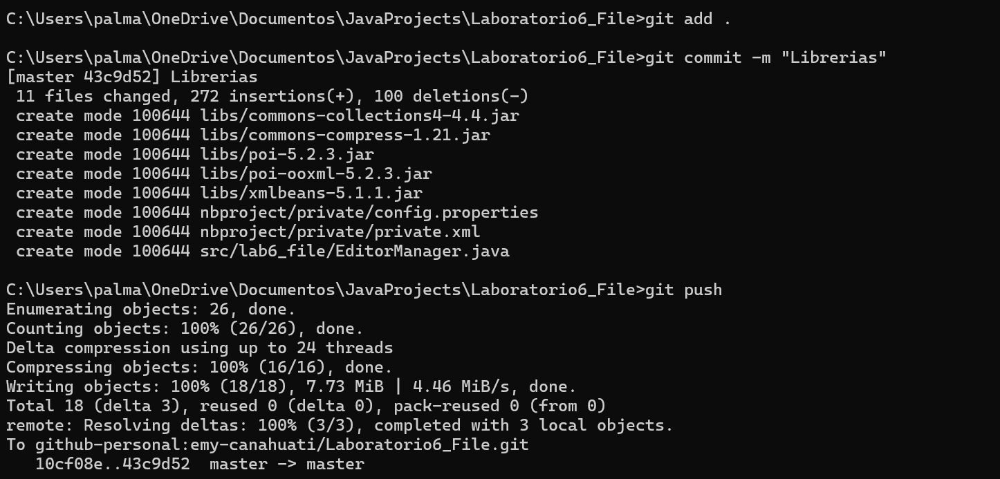 C:\Users\palma\OneDrive\Documentos\JavaProjects\Laboratorio6_File>git add .
C:\Users\palma\OneDrive\Documentos\JavaProjects\Laboratorio6_File>git commit -m "Librerias"
[master 43c9d52] Librerias
 11 files changed, 272 insertions(+), 100 deletions(-)
 create mode 100644 libs/commons-collections4-4.4.jar
 create mode 100644 libs/commons-compress-1.21.jar
 create mode 100644 libs/poi-5.2.3.jar
 create mode 100644 libs/poi-ooxml-5.2.3.jar
 create mode 100644 libs/xmlbeans-5.1.1.jar
 create mode 100644 nbproject/private/config.properties
 create mode 100644 nbproject/private/private.xml
 create mode 100644 src/lab6_file/EditorManager.java
C:\Users\palma\OneDrive\Documentos\JavaProjects\Laboratorio6_File>git push
Enumerating objects: 26, done.
Counting objects: 100% (26/26), done.
Delta compression using up to 24 threads
Compressing objects: 100% (16/16), done.
Writing objects: 100% (18/18), 7.73 MiB | 4.46 MiB/s, done.
Total 18 (delta 3), reused 0 (delta 0), pack-reused 0 (from 0)
remote: Resolving deltas: 100% (3/3), completed with 3 local objects.
To github-personal:emy-canahuati/Laboratorio6_File.git
   10cf08e..43c9d52  master -> master